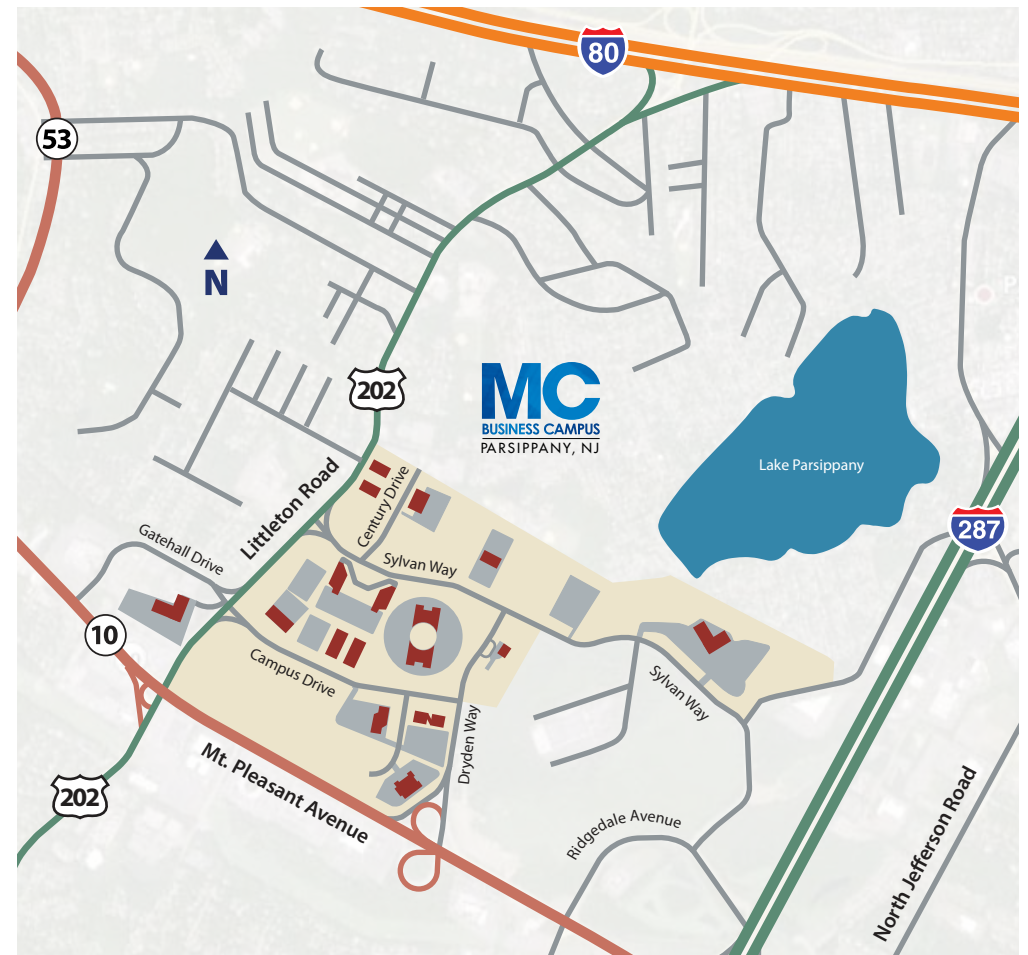 80
53
N
202
MC
BUSINESS CAMPUS
PARSIPPANY, NJ
Lake Parsippany
Littleton Road
Century Drive
287
Gatehall Drive
Sylvan Way
10
Campus Drive
Sylvan Way
Dryden Way
Mt. Pleasant Avenue
202
Ridgedale Avenue
North Jefferson Road